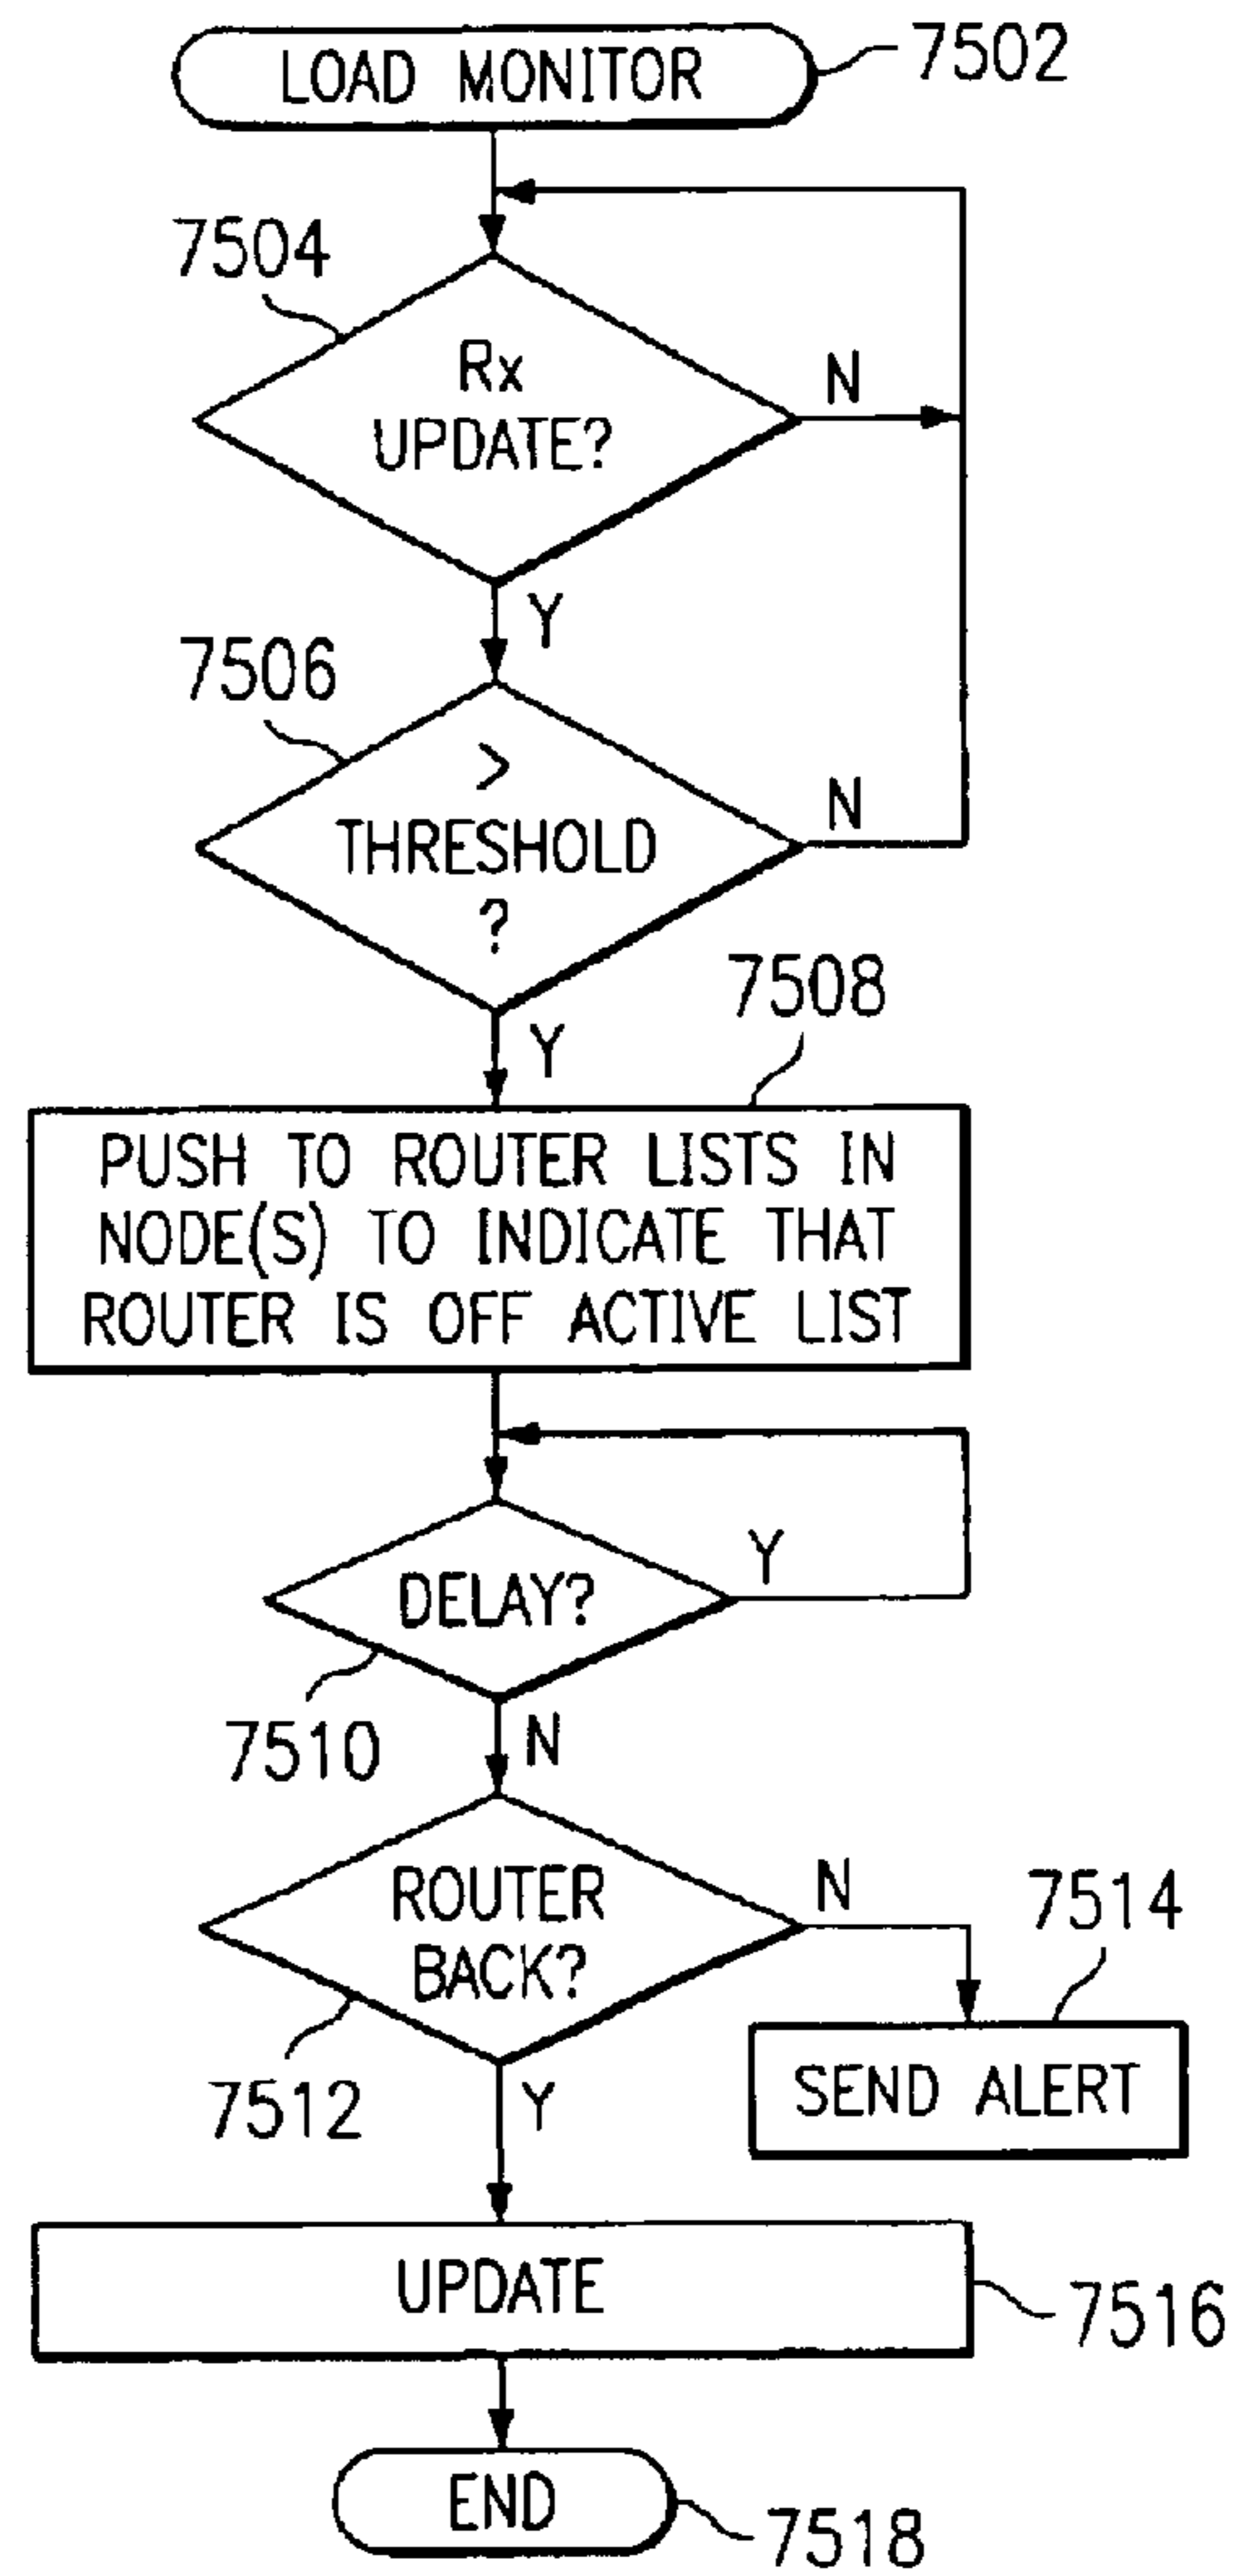 LOAD MONITOR
7502
7504
Rx
UPDATE?
N
Y
7506
>
THRESHOLD
?
N
Y
7508
PUSH TO ROUTER LISTS IN
NODE(S) TO INDICATE THAT
ROUTER IS OFF ACTIVE LIST
DELAY?
Y
7510
N
ROUTER
BACK?
N
7514
7512
Y
SEND ALERT
UPDATE
7516
END
7518